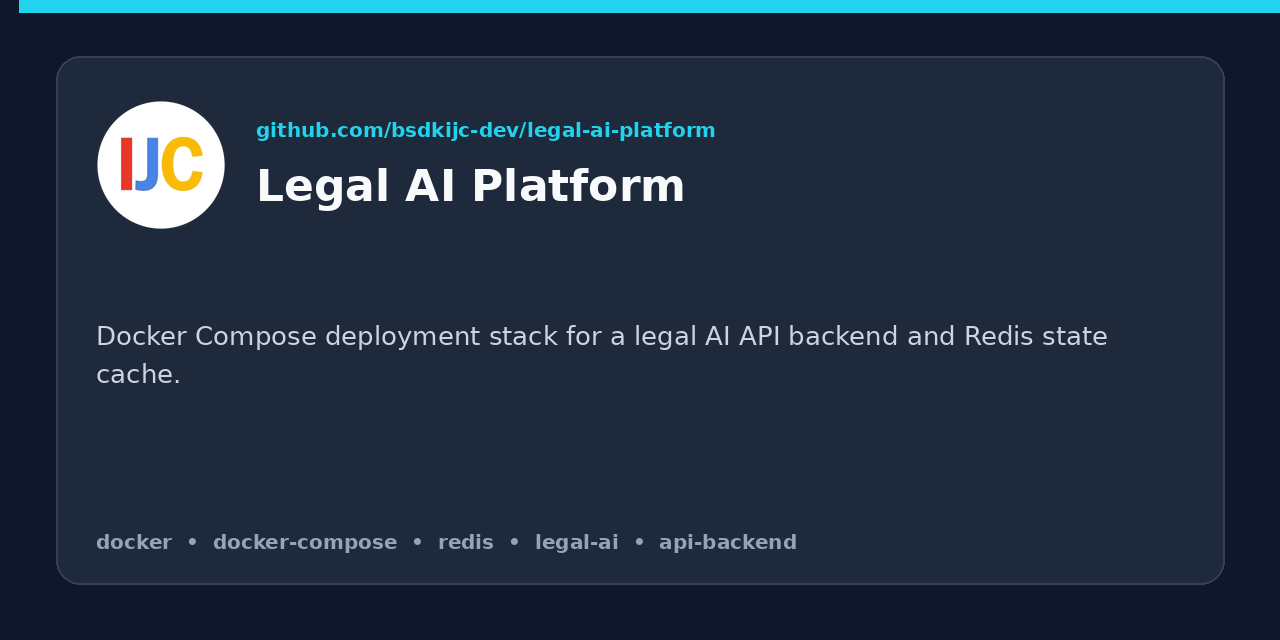 IJC
github.com/bsdkijc-dev/legal-ai-platform
Legal AI Platform
Docker Compose deployment stack for a legal AI API backend and Redis state
cache.
docker • docker-compose • redis • legal-ai • api-backend